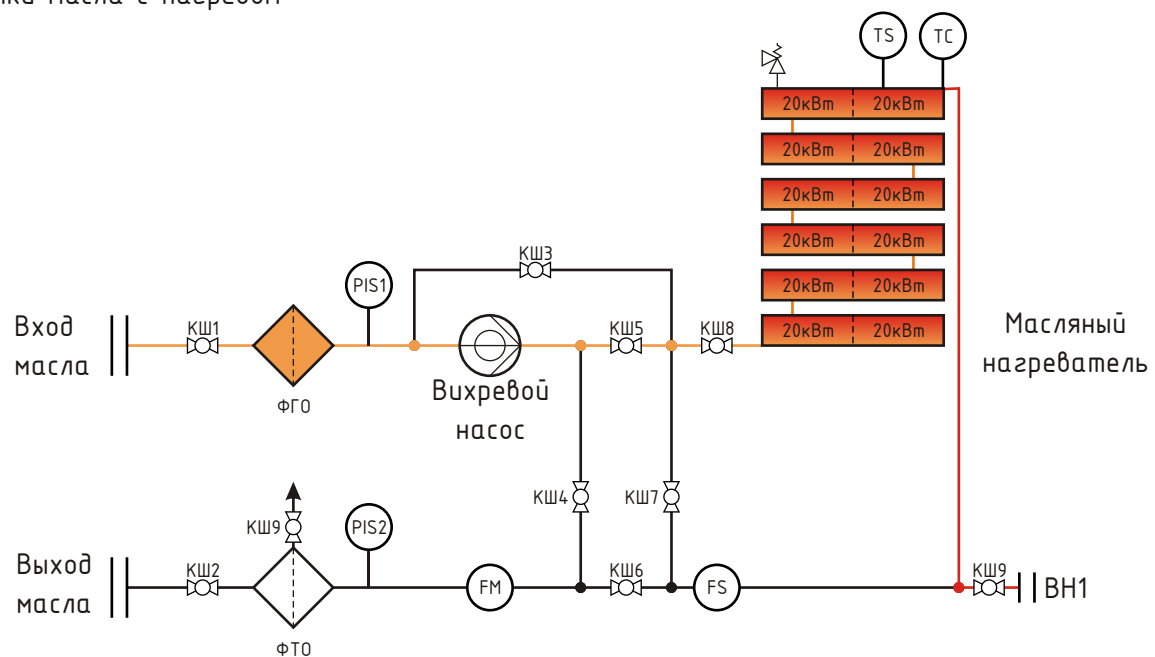 масла с нагревом
TS
TC
20кВт 20кВт
20кВт 20кВт
20кВт 20кВт
20кВт 20кВт
20кВт 20кВт
20кВт 20кВт
КШ3
PIS1
Вход
масла
КШ1
ФГО
Вихревой
насос
КШ5
КШ8
Масляный
нагреватель
КШ4
КШ7
КШ9
PIS2
Выход
масла
КШ2
ФТО
FM
КШ6
FS
КШ9
ВН1